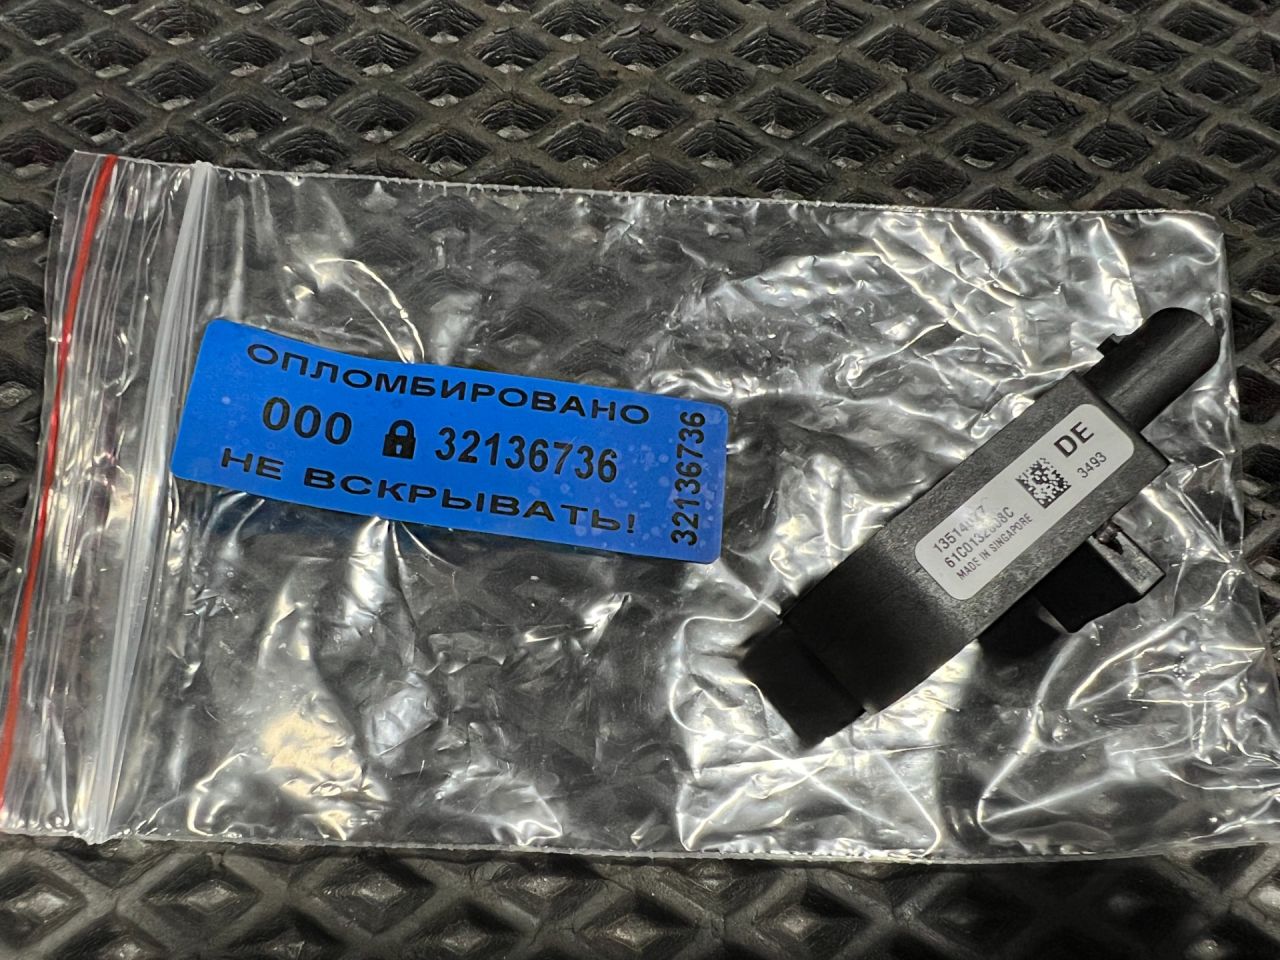 ОПЛОМБИРОВАНО
000 32136736
НЕ ВСКРЫВАТЬ!
32136736
DE
3493
MADE IN SINGAPORE